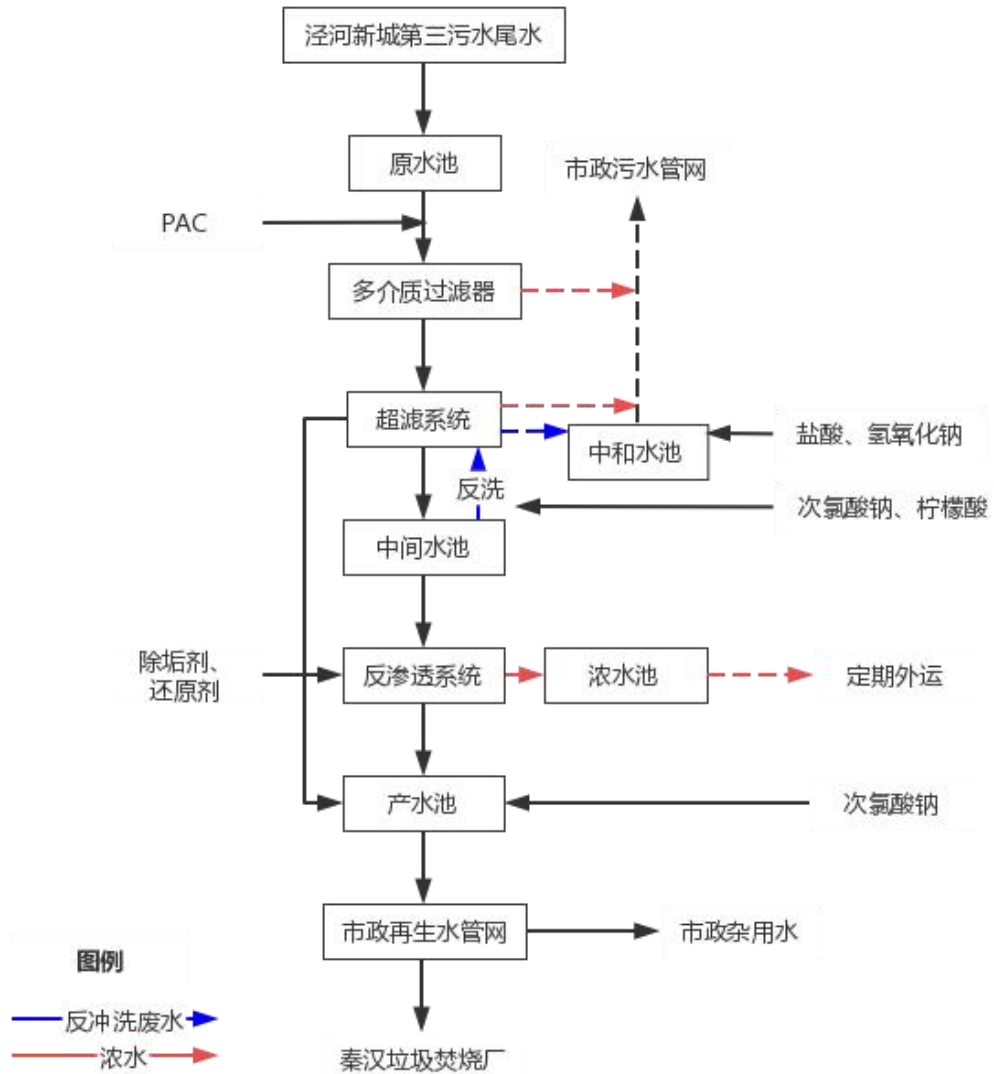 泾河新城第三污水尾水
原水池
市政污水管网
PAC
多介质过滤器
超滤系统
中和水池
盐酸、氢氧化钠
反洗
次氯酸钠、柠檬酸
中间水池
除垢剂、
还原剂
反渗透系统
浓水池
定期外运
产水池
次氯酸钠
市政再生水管网
市政杂用水
图例
反冲洗废水
浓水
秦汉垃圾焚烧厂